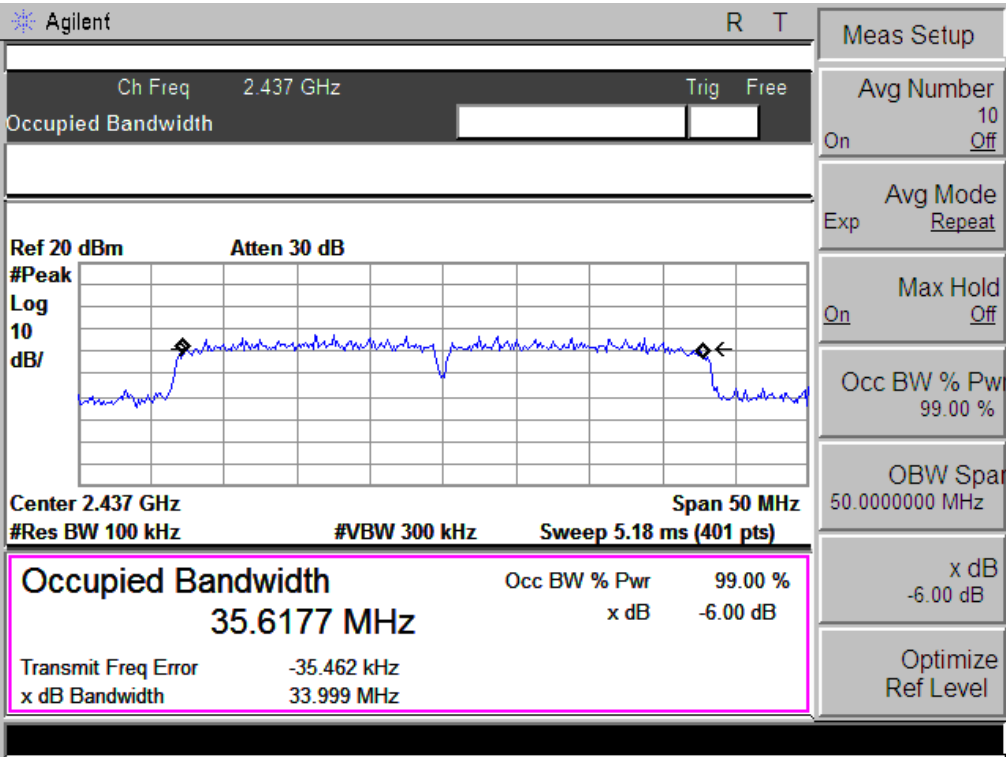 Agilent R T
Ch Freq 2.437 GHz Trig Free
Occupied Bandwidth
Ref 20 dBm Atten 30 dB
#Peak
Log
10
dB/
Center 2.437 GHz Span 50 MHz
#Res BW 100 kHz #VBW 300 kHz Sweep 5.18 ms (401 pts)
Occupied Bandwidth Occ BW % Pwr 99.00 %
35.6177 MHz x dB -6.00 dB
Transmit Freq Error -35.462 kHz
x dB Bandwidth 33.999 MHz
Meas Setup
Avg Number
10
On Off
Avg Mode
Exp Repeat
Max Hold
On Off
Occ BW % Pwr
99.00 %
OBW Span
50.0000000 MHz
x dB
-6.00 dB
Optimize
Ref Level